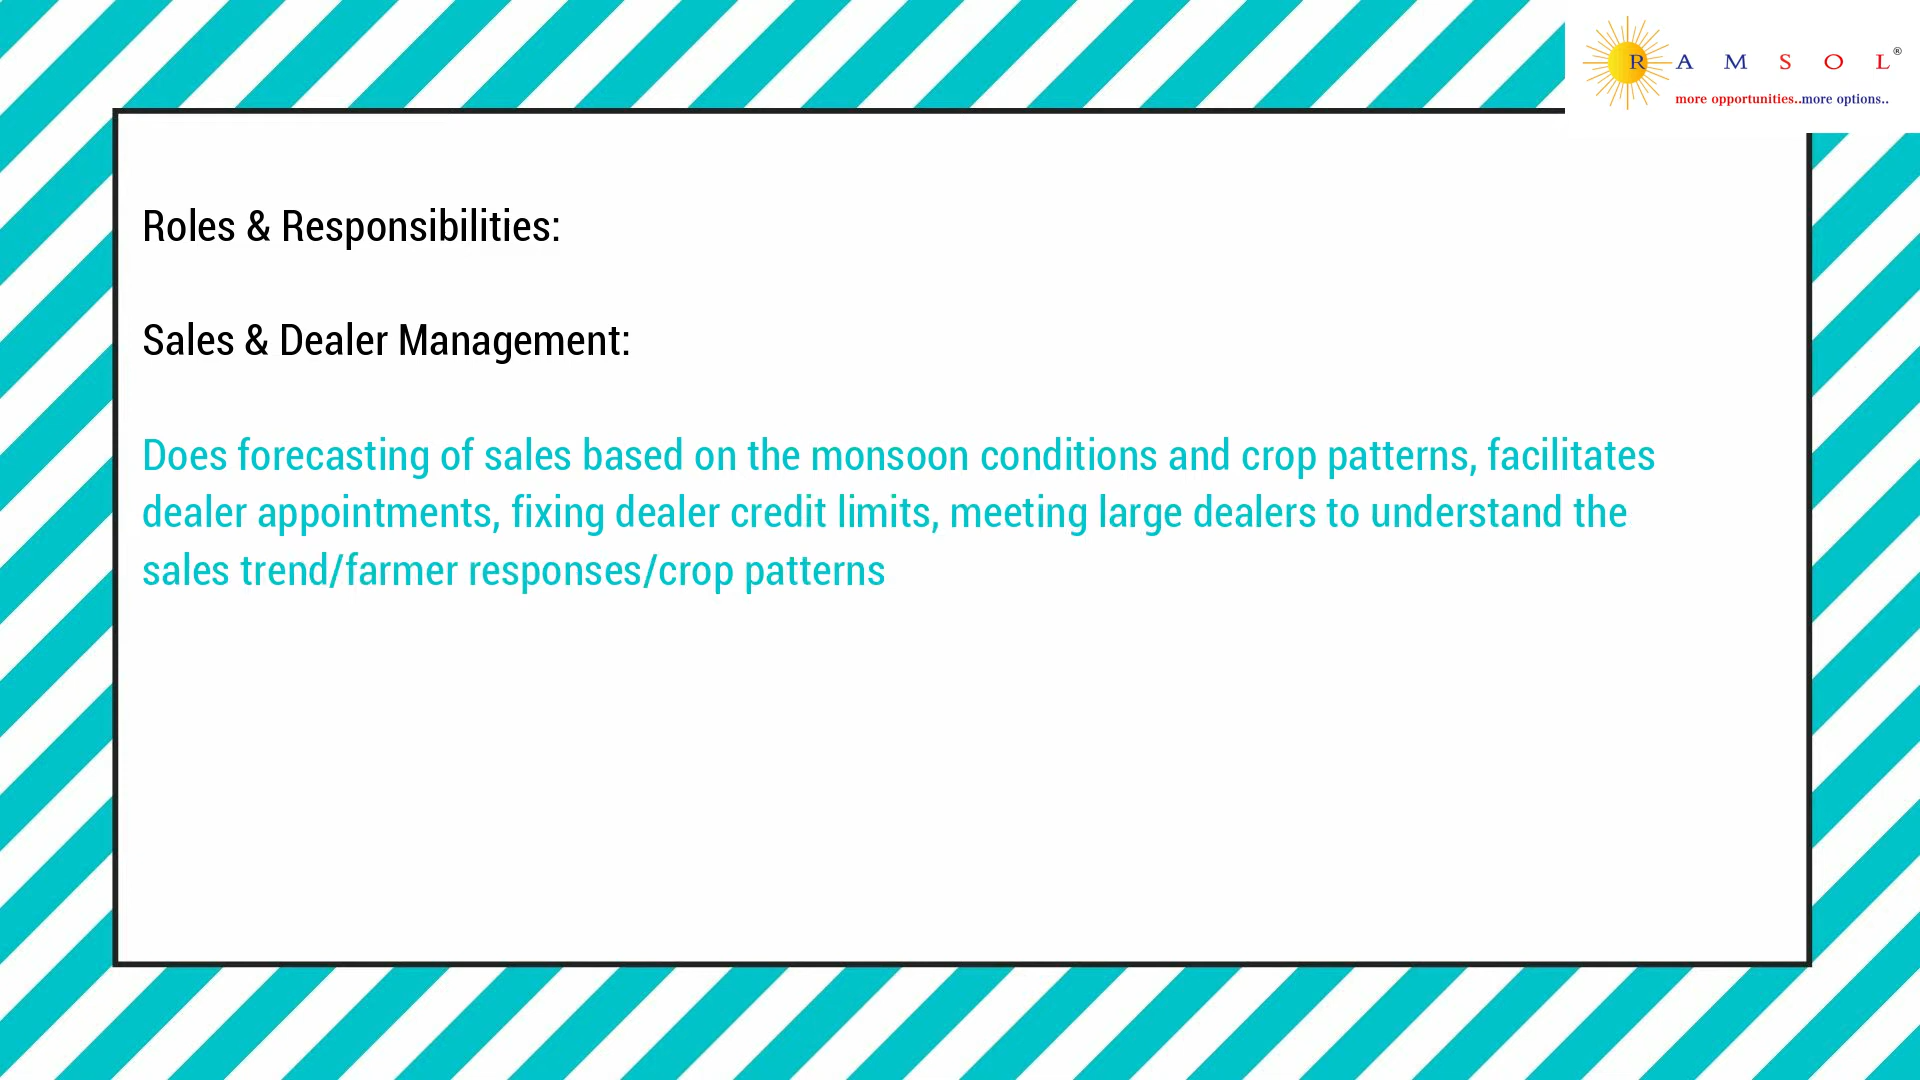 R A M S O L ®
more opportunities..more options..
Roles & Responsibilities:
Sales & Dealer Management:
Does forecasting of sales based on the monsoon conditions and crop patterns, facilitates
dealer appointments, fixing dealer credit limits, meeting large dealers to understand the
sales trend/farmer responses/crop patterns